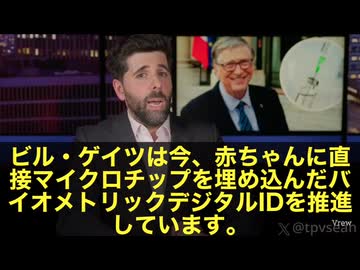 ビル・ゲイツは今、赤ちゃんに直
接マイクロチップを埋め込んだバ
イオメトリックデジタルIDを推進
しています。
X@tpvsean
Vrew